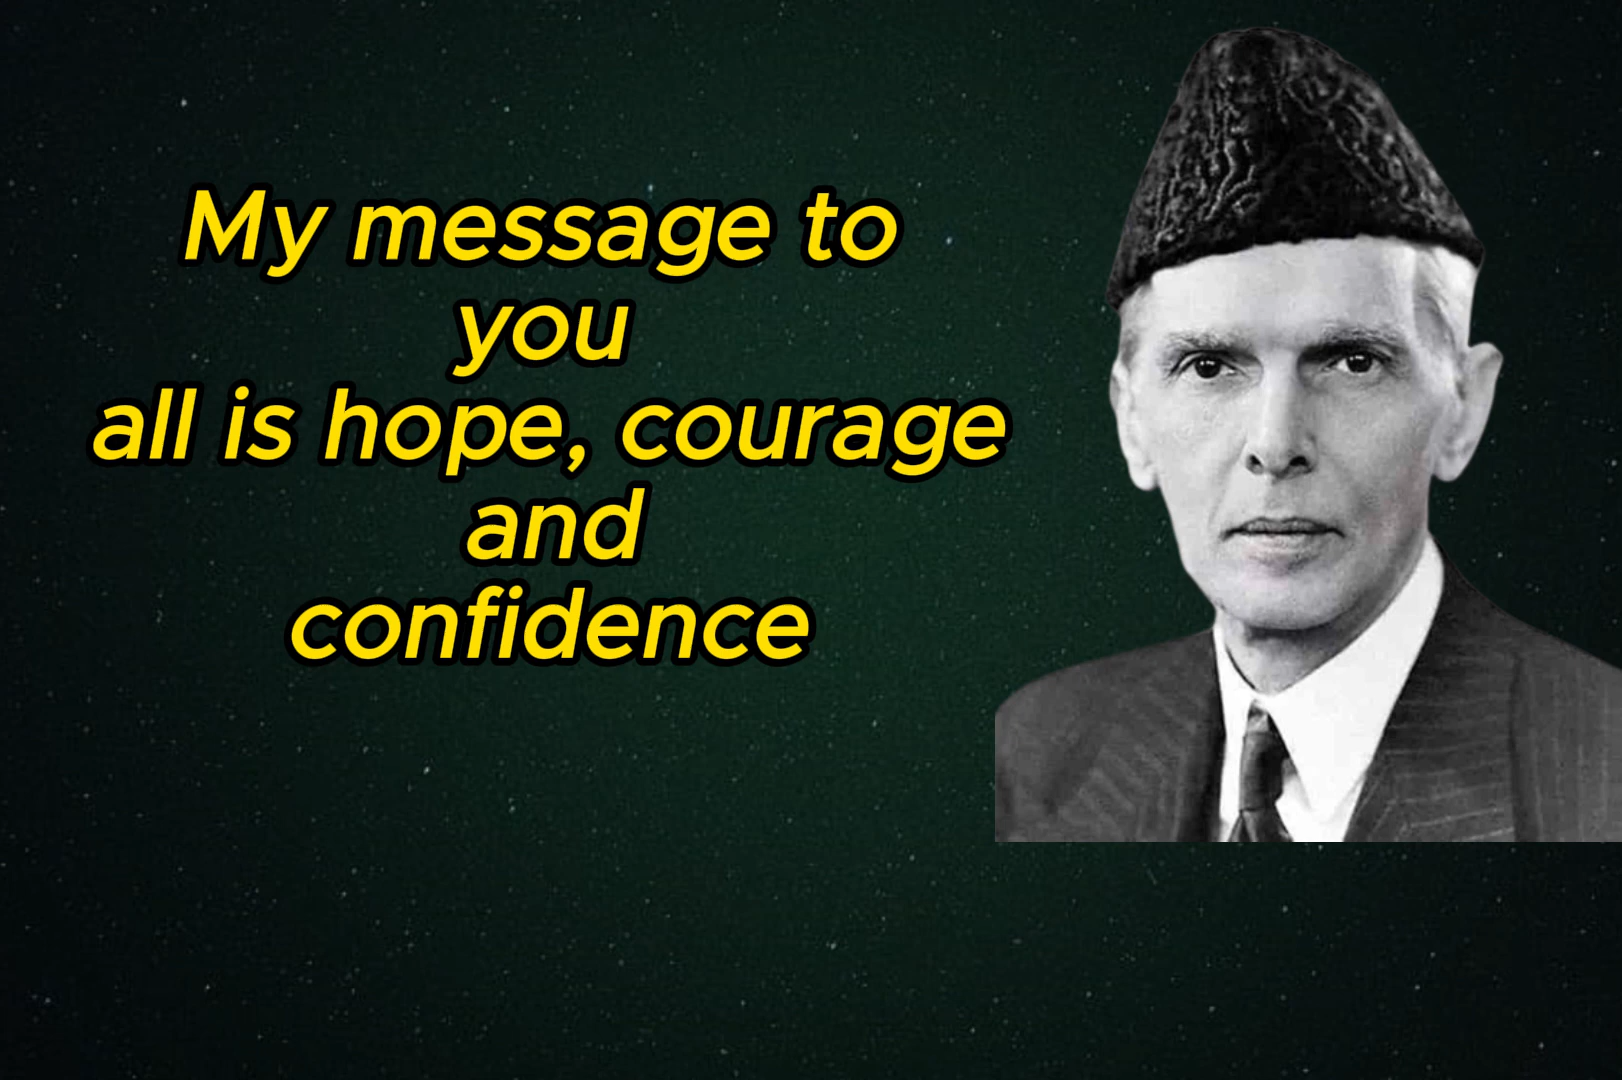 My message to
you
all is hope, courage
and
confidence